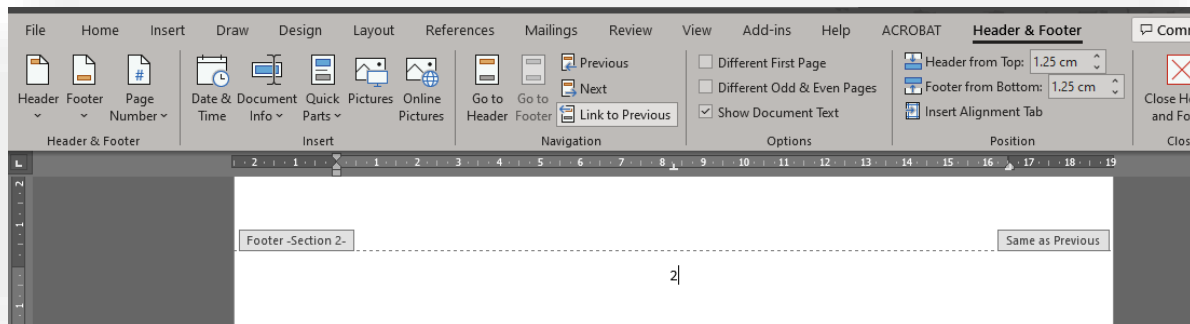 File Home Insert Draw Design Layout References Mailings Review View Add-ins Help ACROBAT Header & Footer Comm
Header Footer Page Number
Date & Time Document Info Quick Parts Pictures Online Pictures
Go to Header Go to Footer
Previous
Next
Link to Previous
Different First Page
Different Odd & Even Pages
Show Document Text
Header from Top: 1.25 cm
Footer from Bottom: 1.25 cm
Insert Alignment Tab
Close He
and Fo
Header & Footer Insert Navigation Options Position Clos
L 2 1 1 2 3 4 5 6 7 8 9 10 11 12 13 14 15 16 17 18 19
2
1
1
Footer -Section 2- Same as Previous
2